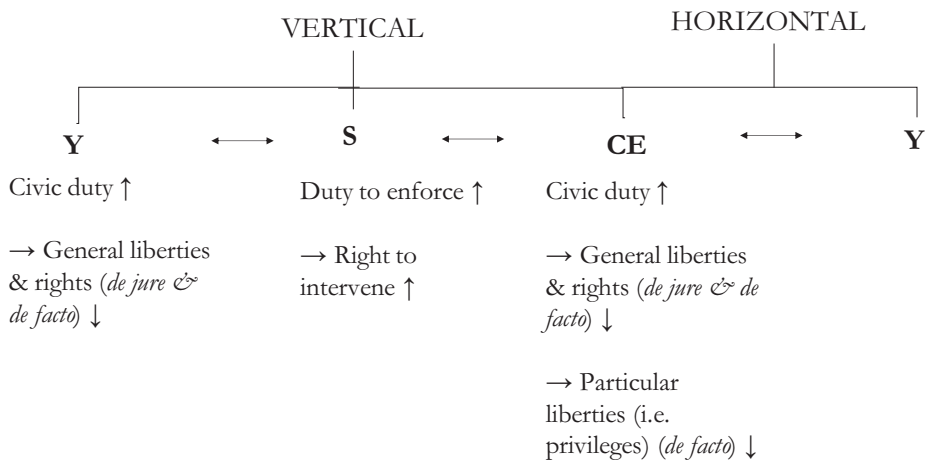 VERTICAL
HORIZONTAL
Y
S
CE
Y
Civic duty ↑
→ General liberties
& rights (de jure &
de facto) ↓
Duty to enforce ↑
→ Right to
intervene ↑
Civic duty ↑
→ General liberties
& rights (de jure & de
facto) ↓
→ Particular
liberties (i.e.
privileges) (de facto) ↓